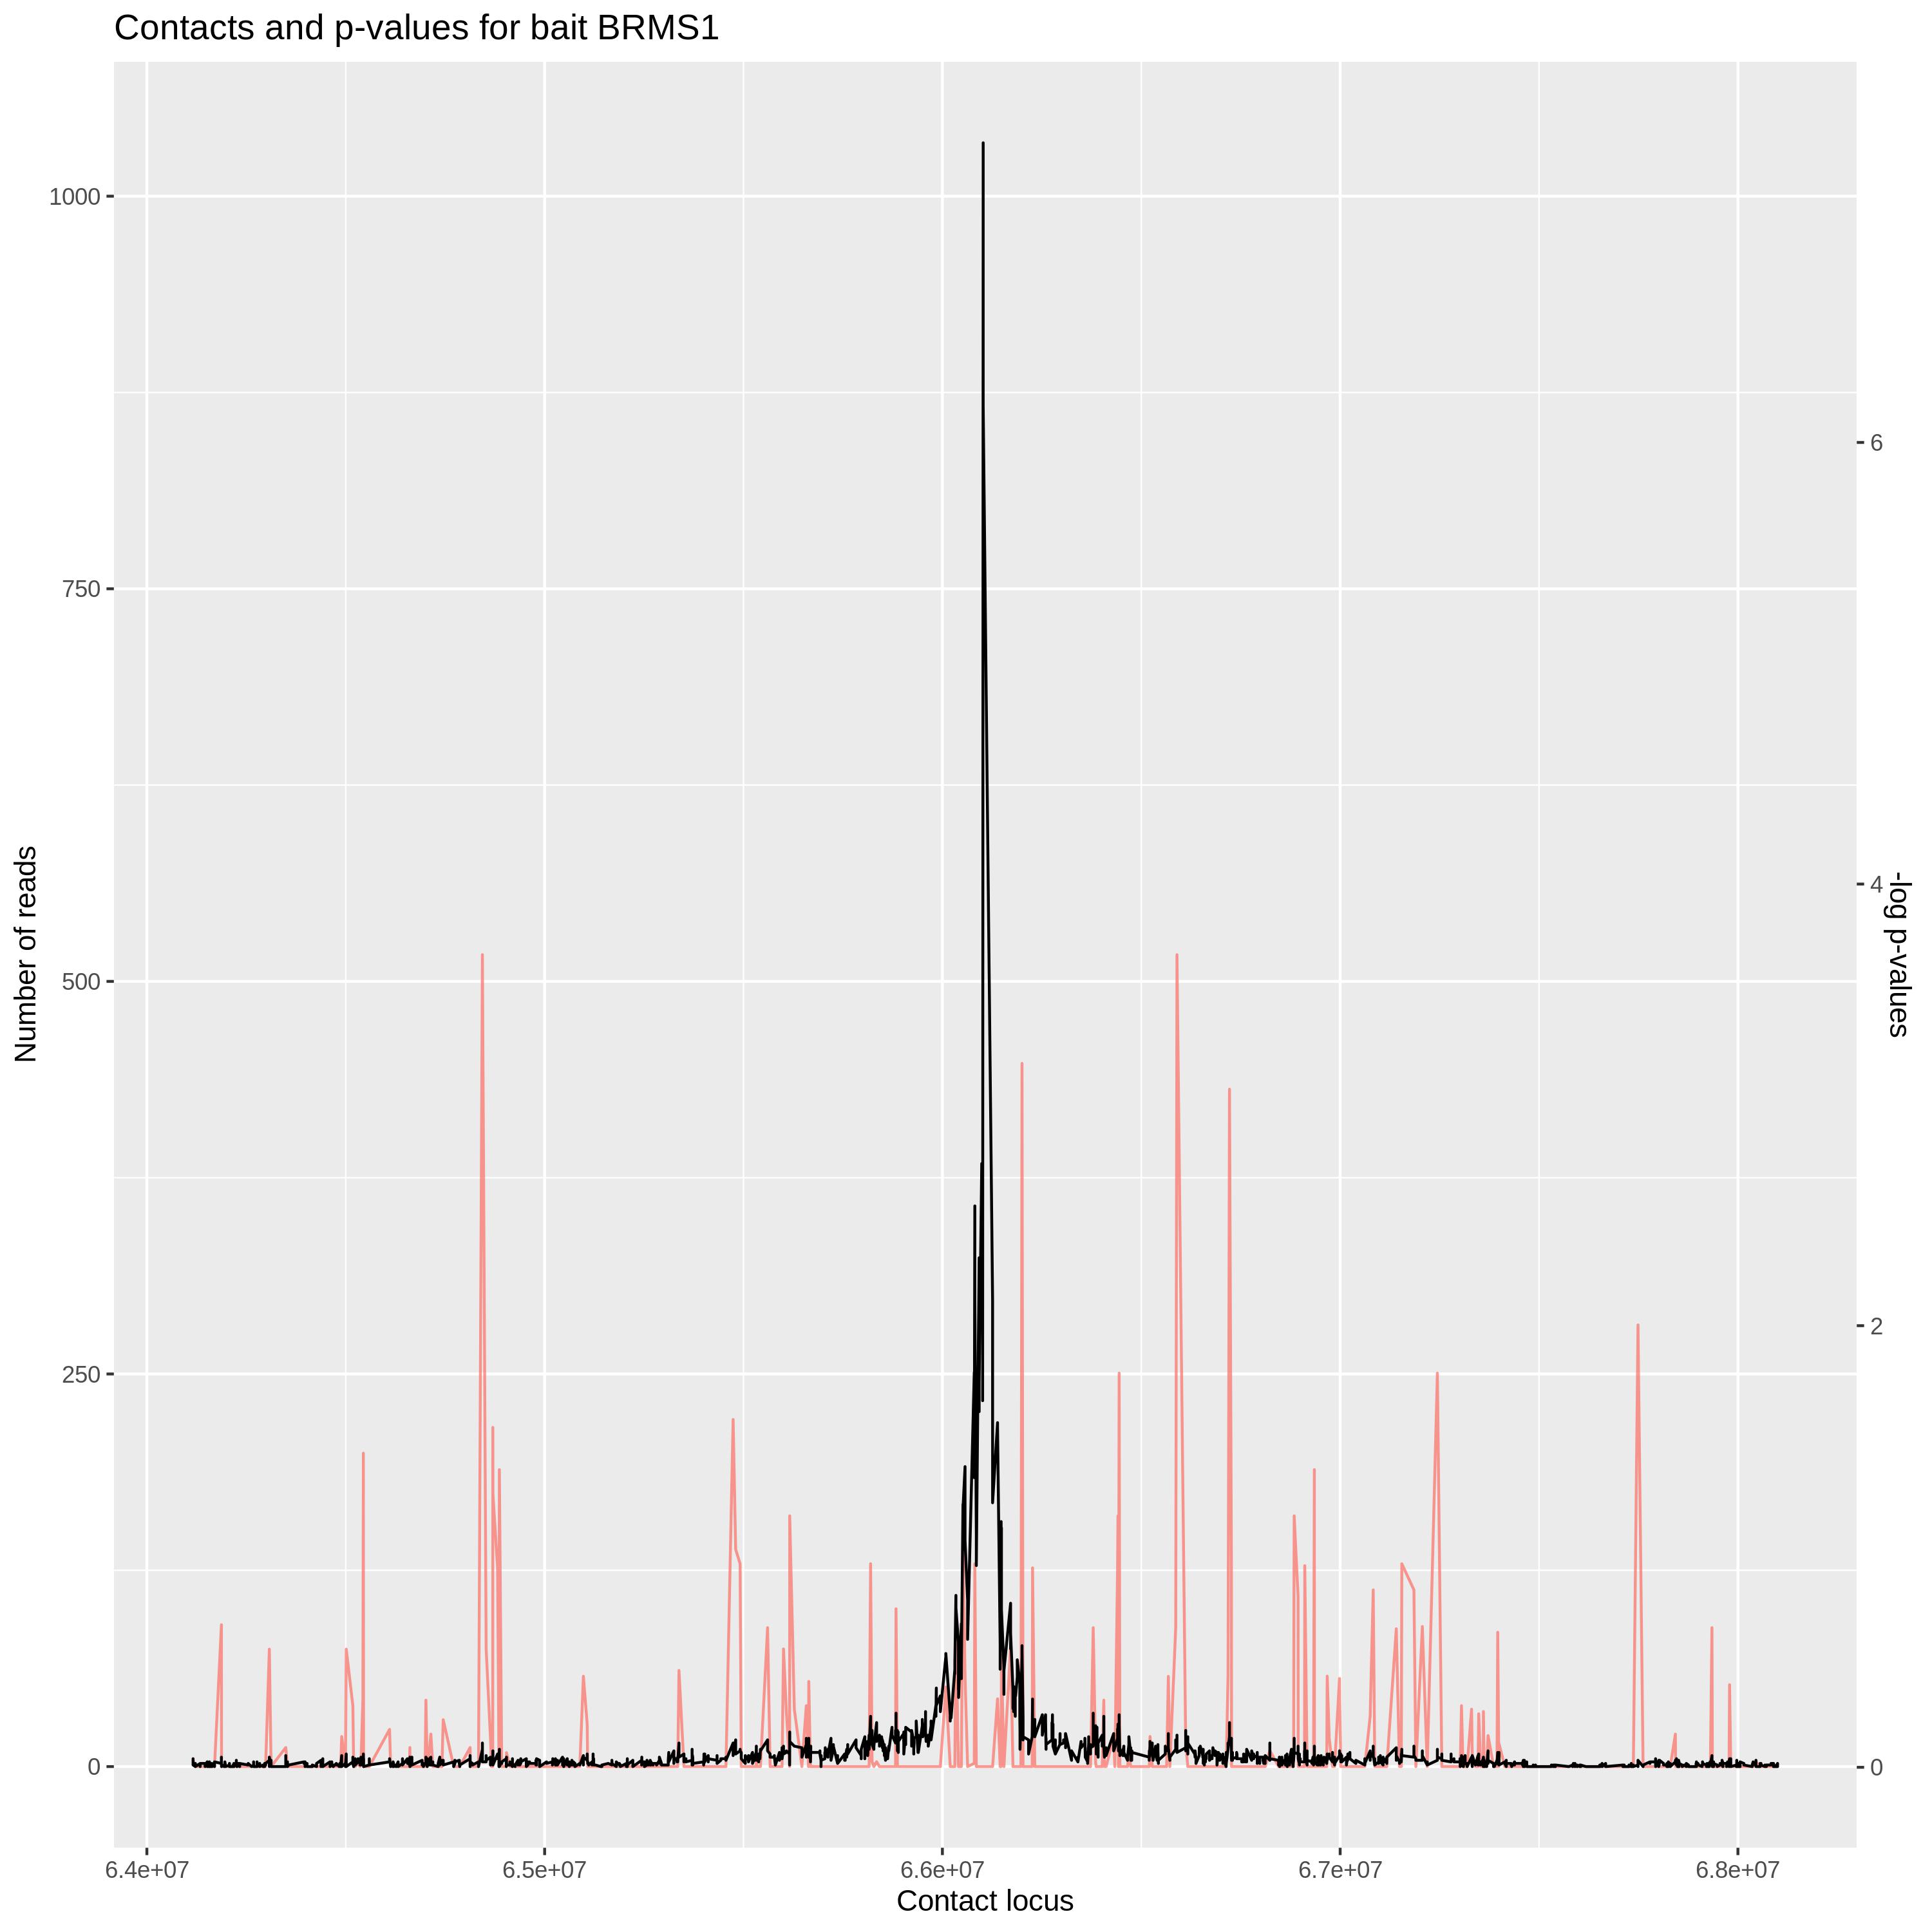 Contacts and p-values for bait BRMS1
1000
750
500
250
0
Number of reads
6
4
2
0
-log p-values
6.4e+07
6.5e+07
6.6e+07
6.7e+07
6.8e+07
Contact locus